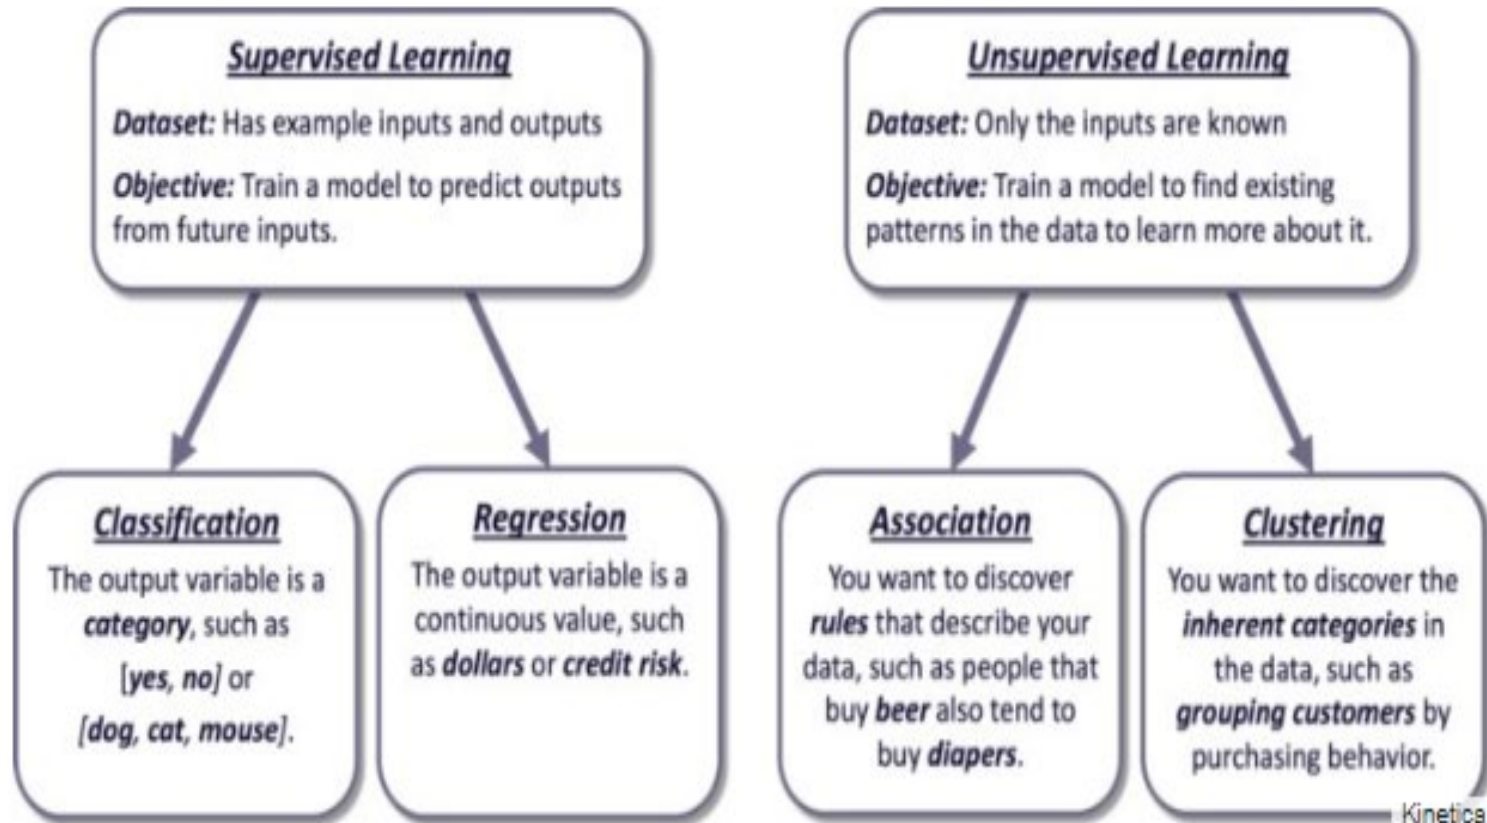 Supervised Learning
Dataset: Has example inputs and outputs
Objective: Train a model to predict outputs
from future inputs.
Unsupervised Learning
Dataset: Only the inputs are known
Objective: Train a model to find existing
patterns in the data to learn more about it.
Classification
The output variable is a
category, such as
[yes, no] or
[dog, cat, mouse].
Regression
The output variable is a
continuous value, such
as dollars or credit risk.
Association
You want to discover
rules that describe your
data, such as people that
buy beer also tend to
buy diapers.
Clustering
You want to discover the
inherent categories in
the data, such as
grouping customers by
purchasing behavior.
Kinetica